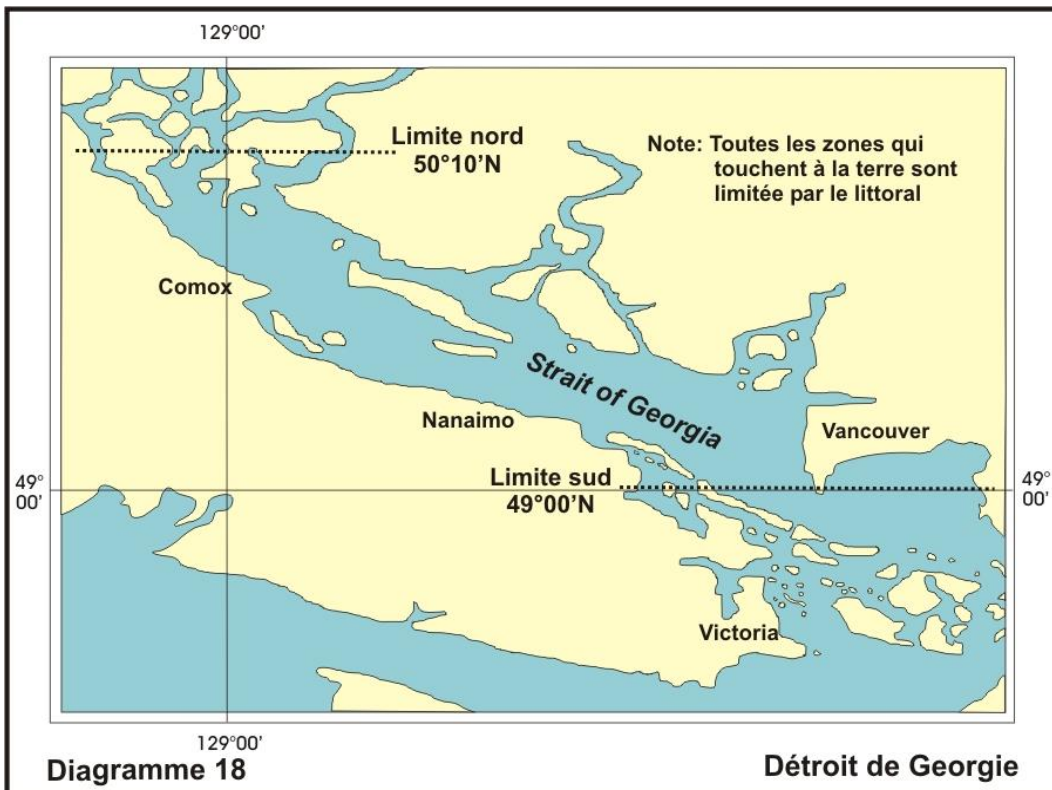 129°00'
Limite nord
50°10'N
Note: Toutes les zones qui
touchent à la terre sont
limitée par le littoral
Comox
Strait of Georgia
Nanaimo
Vancouver
49°
00'
Limite sud
49°00'N
49°
00'
Victoria
129°00'
Diagramme 18
Détroit de Georgie